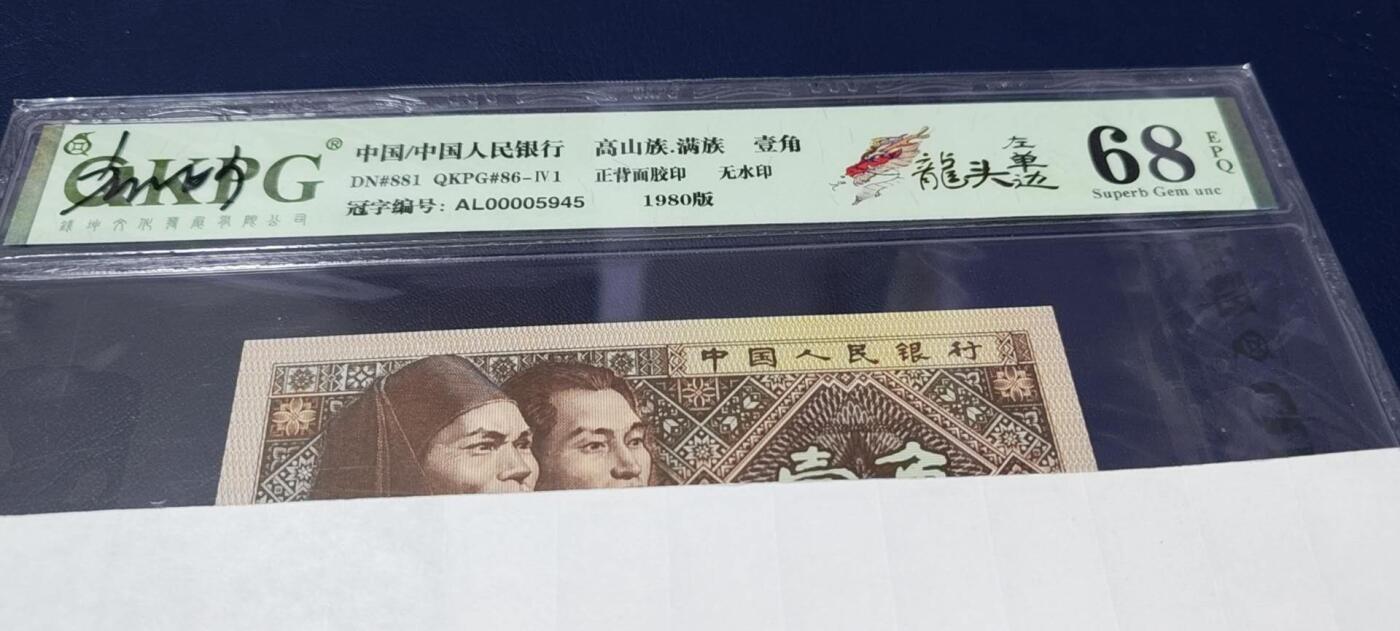 QKPG®
中国/中国人民银行 高山族.满族 壹角
DN#881 QKPG#86-Ⅳ1 正背面胶印 无水印
冠字编号: AL00005945 1980版
龍头
左单边
68 EPQ
Superb Gem unc
中国人民银行
壹角